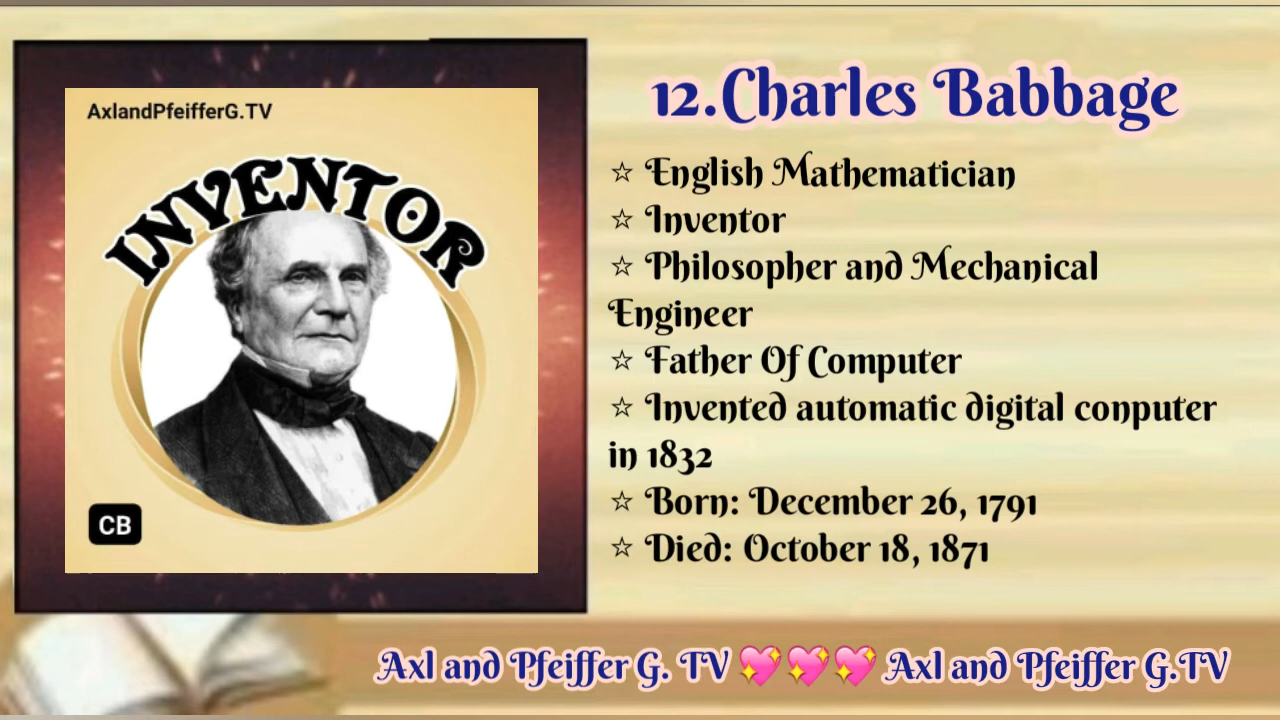 AxlandPfeifferG.TV
INVENTOR
CB
12.Charles Babbage
☆ English Mathematician
☆ Inventor
☆ Philosopher and Mechanical
Engineer
☆ Father Of Computer
☆ Invented automatic digital conputer
in 1832
☆ Born: December 26, 1791
☆ Died: October 18, 1871
Axl and Pfeiffer G. TV 💖💖💖 Axl and Pfeiffer G.TV